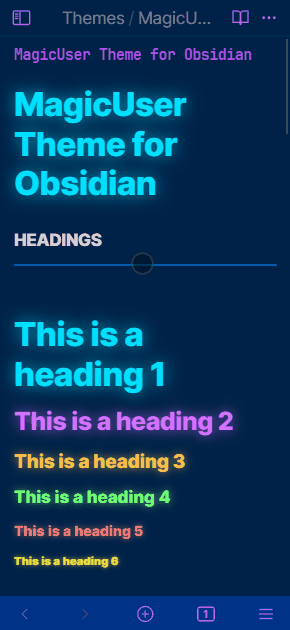 Themes / MagicU...
MagicUser Theme for Obsidian
MagicUser
Theme for
Obsidian
HEADINGS
This is a
heading 1
This is a heading 2
This is a heading 3
This is a heading 4
This is a heading 5
This is a heading 6
1